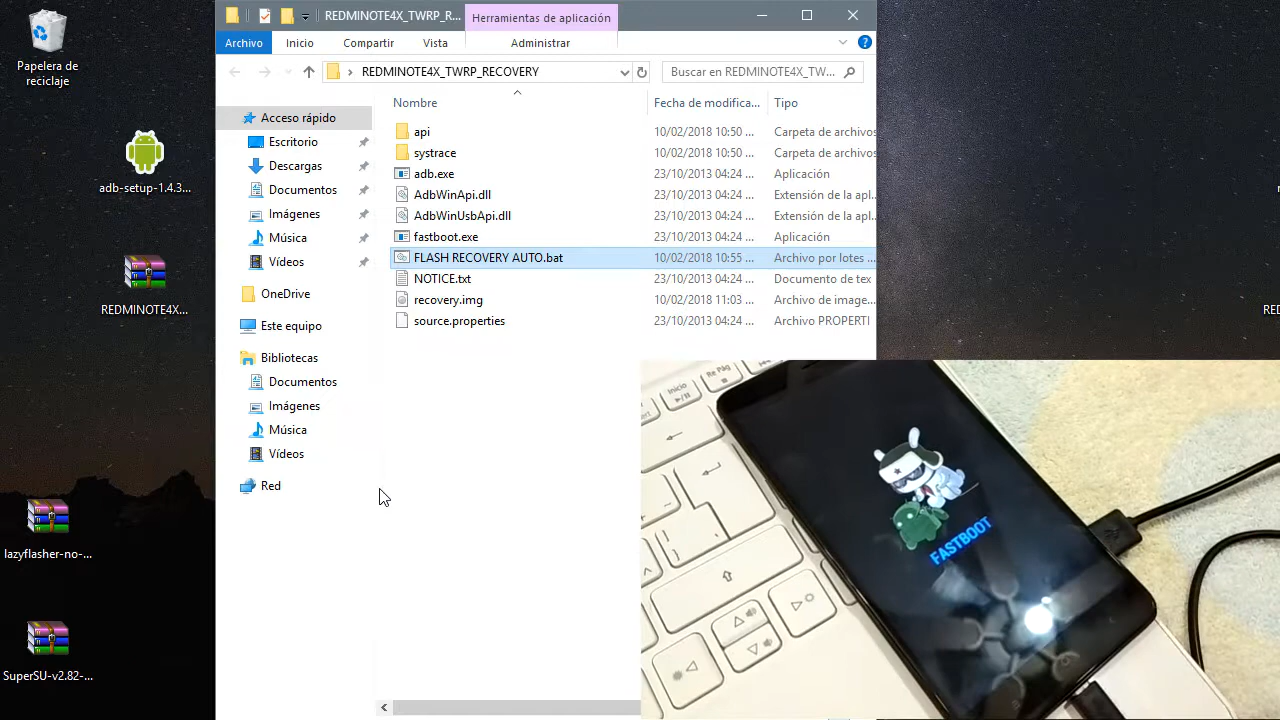 Papelera de
reciclaje
adb-setup-1.4.3...
REDMINOTE4X...
lazyflasher-no-...
SuperSU-v2.82-...
REDMINOTE4X_TWRP_R...
Herramientas de aplicación
Archivo
Inicio
Compartir
Vista
Administrar
REDMINOTE4X_TWRP_RECOVERY
Buscar en REDMINOTE4X_TW...
Acceso rápido
Escritorio
Descargas
Documentos
Imágenes
Música
Vídeos
OneDrive
Este equipo
Bibliotecas
Documentos
Imágenes
Música
Vídeos
Red
Nombre Fecha de modifica... Tipo
api 10/02/2018 10:50 ... Carpeta de archivos
systrace 10/02/2018 10:50 ... Carpeta de archivos
adb.exe 23/10/2013 04:24 ... Aplicación
AdbWinApi.dll 23/10/2013 04:24 ... Extensión de la apl...
AdbWinUsbApi.dll 23/10/2013 04:24 ... Extensión de la apl...
fastboot.exe 23/10/2013 04:24 ... Aplicación
FLASH RECOVERY AUTO.bat 10/02/2018 10:55 ... Archivo por lotes ...
NOTICE.txt 23/10/2013 04:24 ... Documento de tex
recovery.img 10/02/2018 11:03 ... Archivo de image...
source.properties 23/10/2013 04:24 ... Archivo PROPERTI
RED
Inicio
Re Pág
FASTBOOT